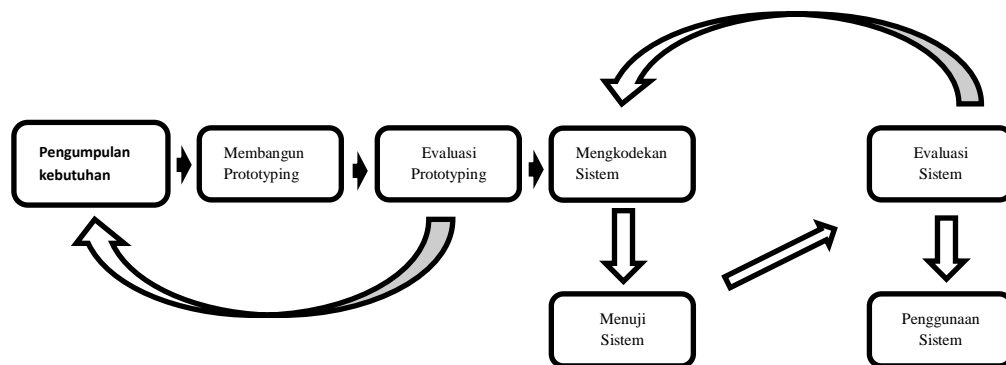 Pengumpulan
kebutuhan
Membangun
Prototyping
Evaluasi
Prototyping
Mengkodekan
Sistem
Evaluasi
Sistem
Menuji
Sistem
Penggunaan
Sistem